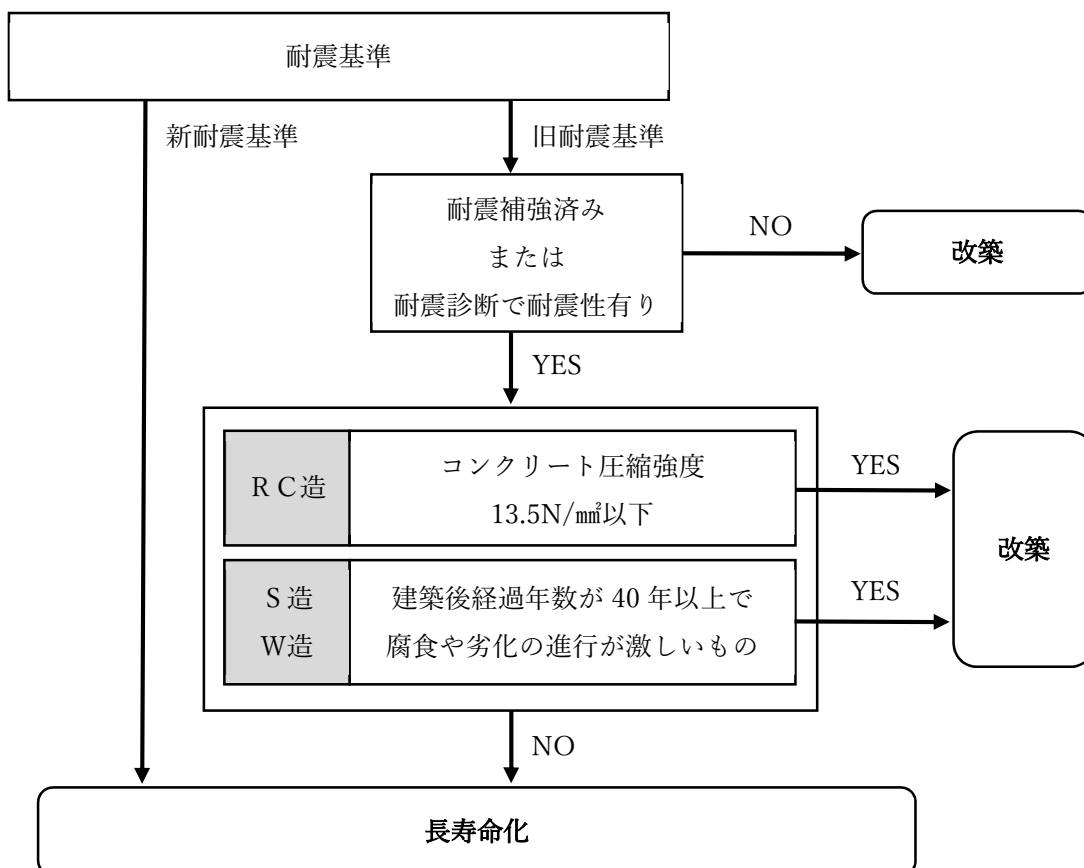 耐震基準
新耐震基準
旧耐震基準
耐震補強済み
または
耐震診断で耐震性有り
NO
改築
YES
ＲＣ造
コンクリート圧縮強度
13.5N/㎟以下
YES
Ｓ造
Ｗ造
建築後経過年数が 40 年以上で
腐食や劣化の進行が激しいもの
YES
改築
NO
長寿命化